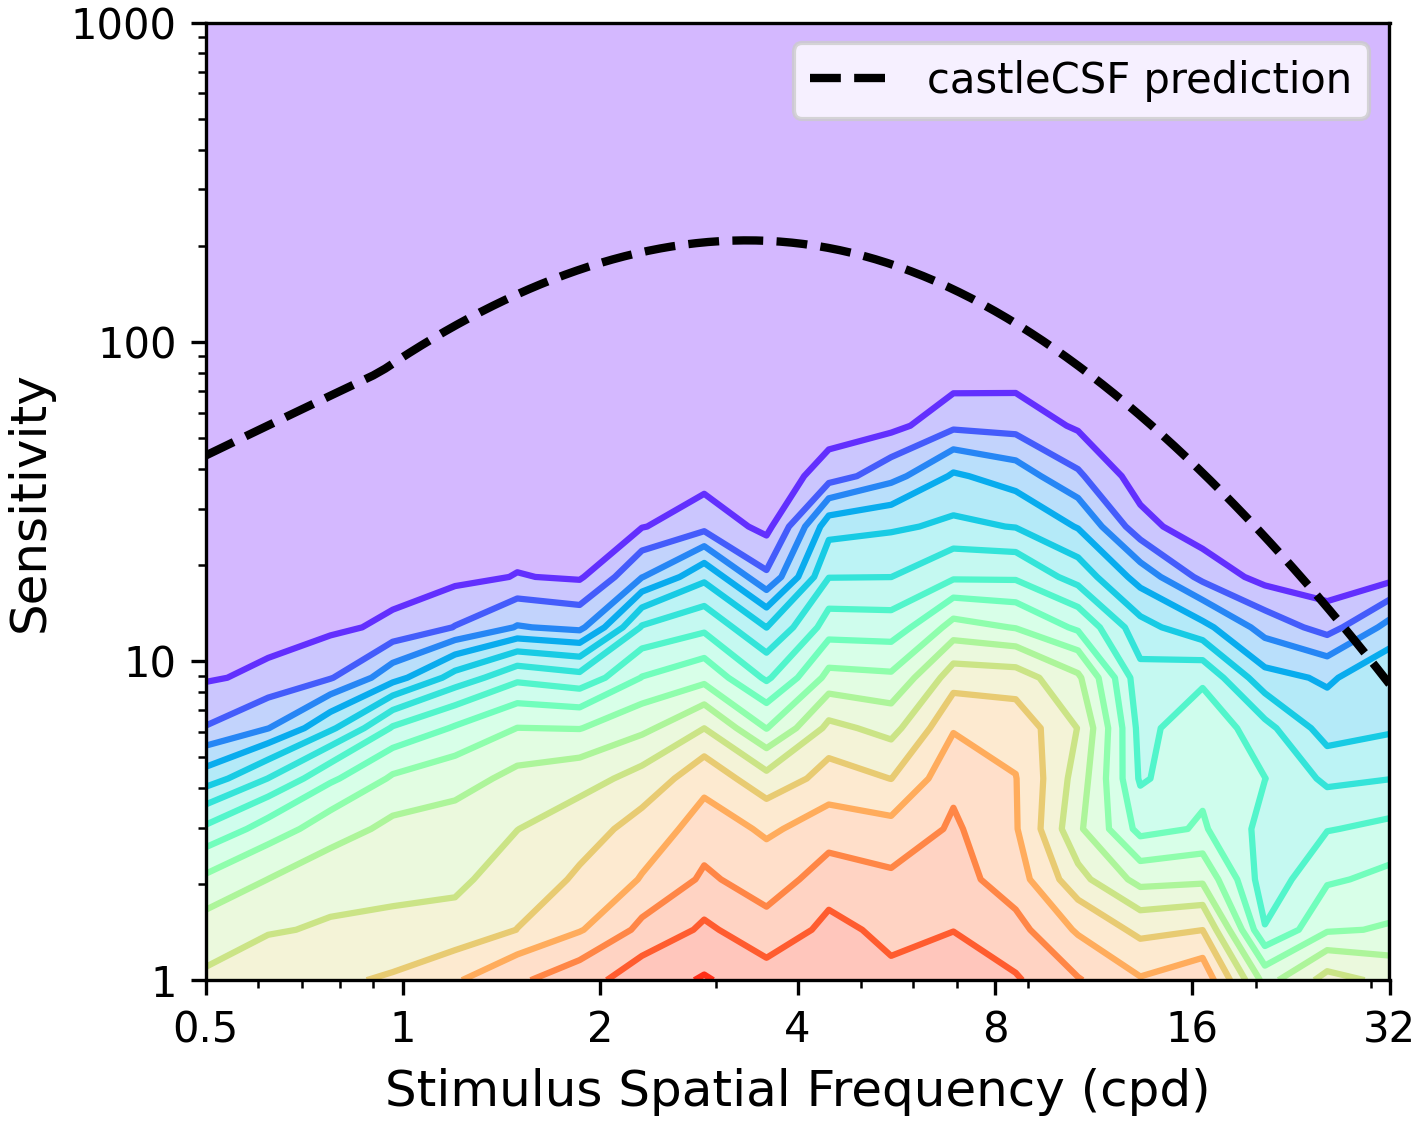 1000
castleCSF prediction
100
Sensitivity
10
1
0.5 1 2 4 8 16 32
Stimulus Spatial Frequency (cpd)